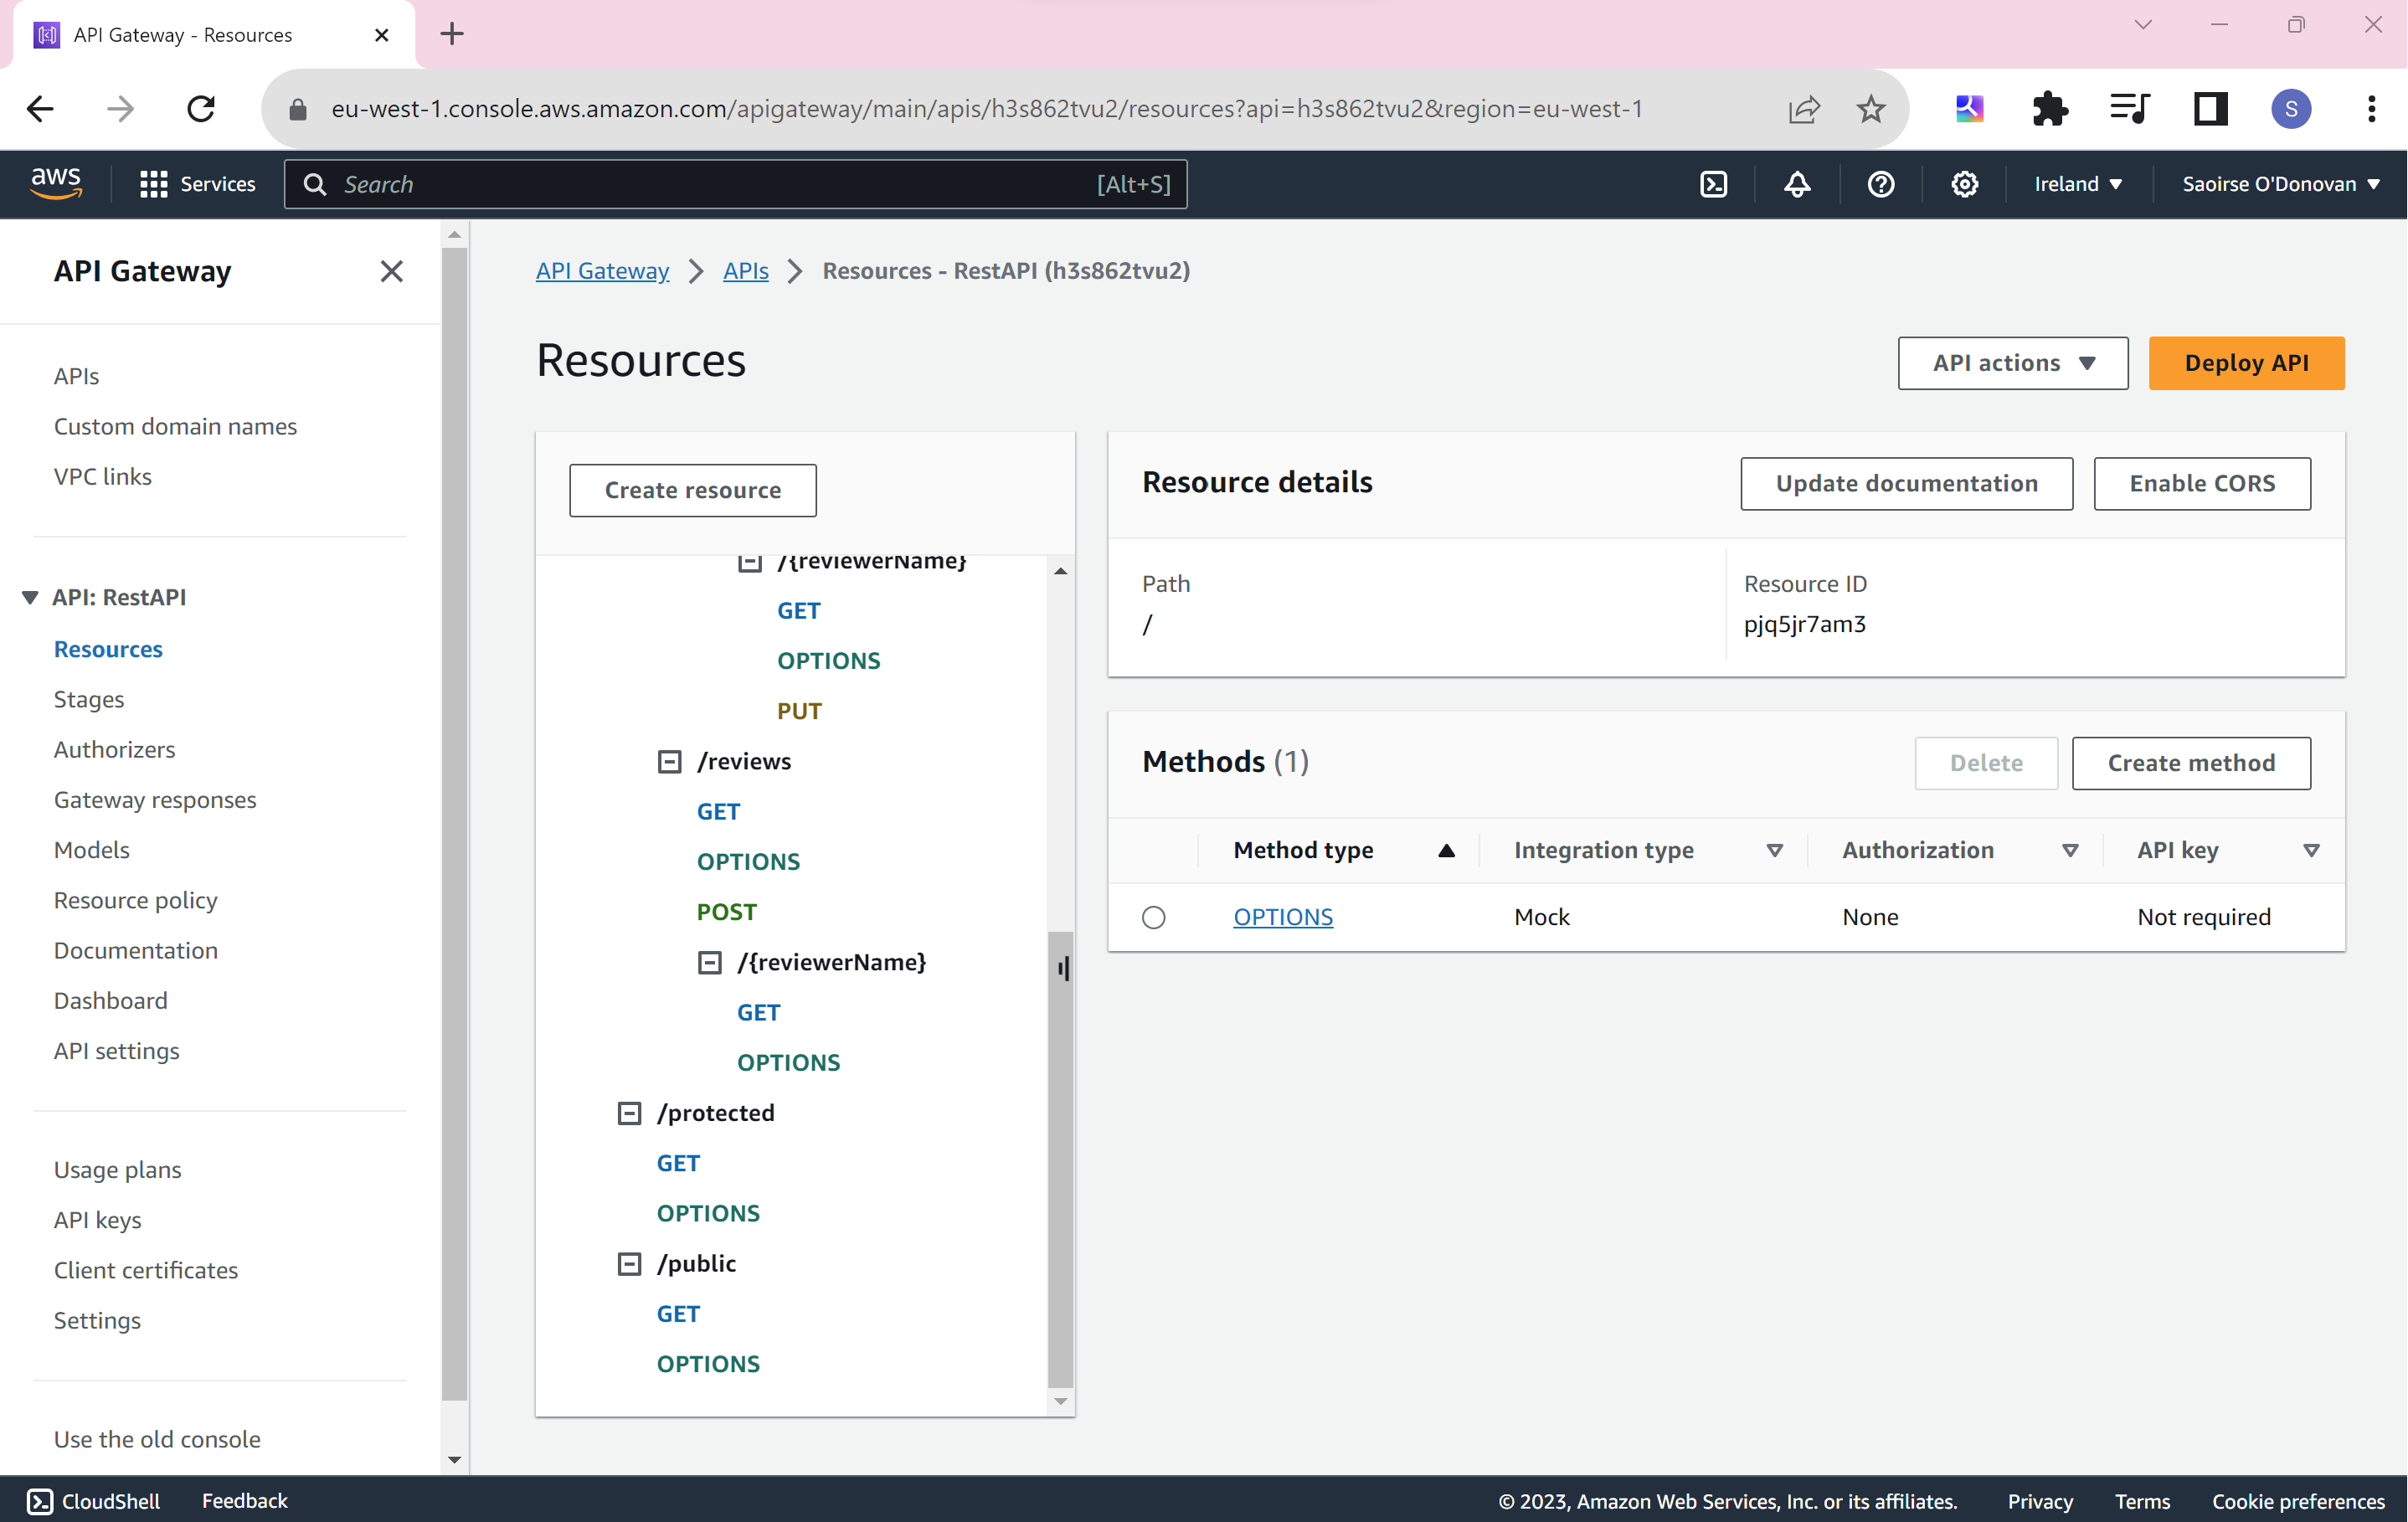 API Gateway - Resources
eu-west-1.console.aws.amazon.com/apigateway/main/apis/h3s862tvu2/resources?api=h3s862tvu2&region=eu-west-1
S
aws
Services
Search
[Alt+S]
Ireland
Saoirse O'Donovan
API Gateway
APIs
Custom domain names
VPC links
API: RestAPI
Resources
Stages
Authorizers
Gateway responses
Models
Resource policy
Documentation
Dashboard
API settings
Usage plans
API keys
Client certificates
Settings
Use the old console
API Gateway > APIs > Resources - RestAPI (h3s862tvu2)
Resources
API actions
Deploy API
Create resource
/{reviewerName}
GET
OPTIONS
PUT
/reviews
GET
OPTIONS
POST
/{reviewerName}
GET
OPTIONS
/protected
GET
OPTIONS
/public
GET
OPTIONS
Resource details
Update documentation
Enable CORS
Path
/
Resource ID
pjq5jr7am3
Methods (1)
Delete
Create method
Method type
Integration type
Authorization
API key
OPTIONS
Mock
None
Not required
CloudShell
Feedback
© 2023, Amazon Web Services, Inc. or its affiliates.
Privacy
Terms
Cookie preferences